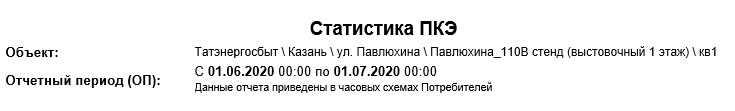 Статистика ПКЭ
Объект: Татэнергосбыт \ Казань \ ул. Павлюхина \ Павлюхина_110В стенд (выстовочный 1 этаж) \ кв1
Отчетный период (ОП): С 01.06.2020 00:00 по 01.07.2020 00:00
Данные отчета приведены в часовых схемах Потребителей